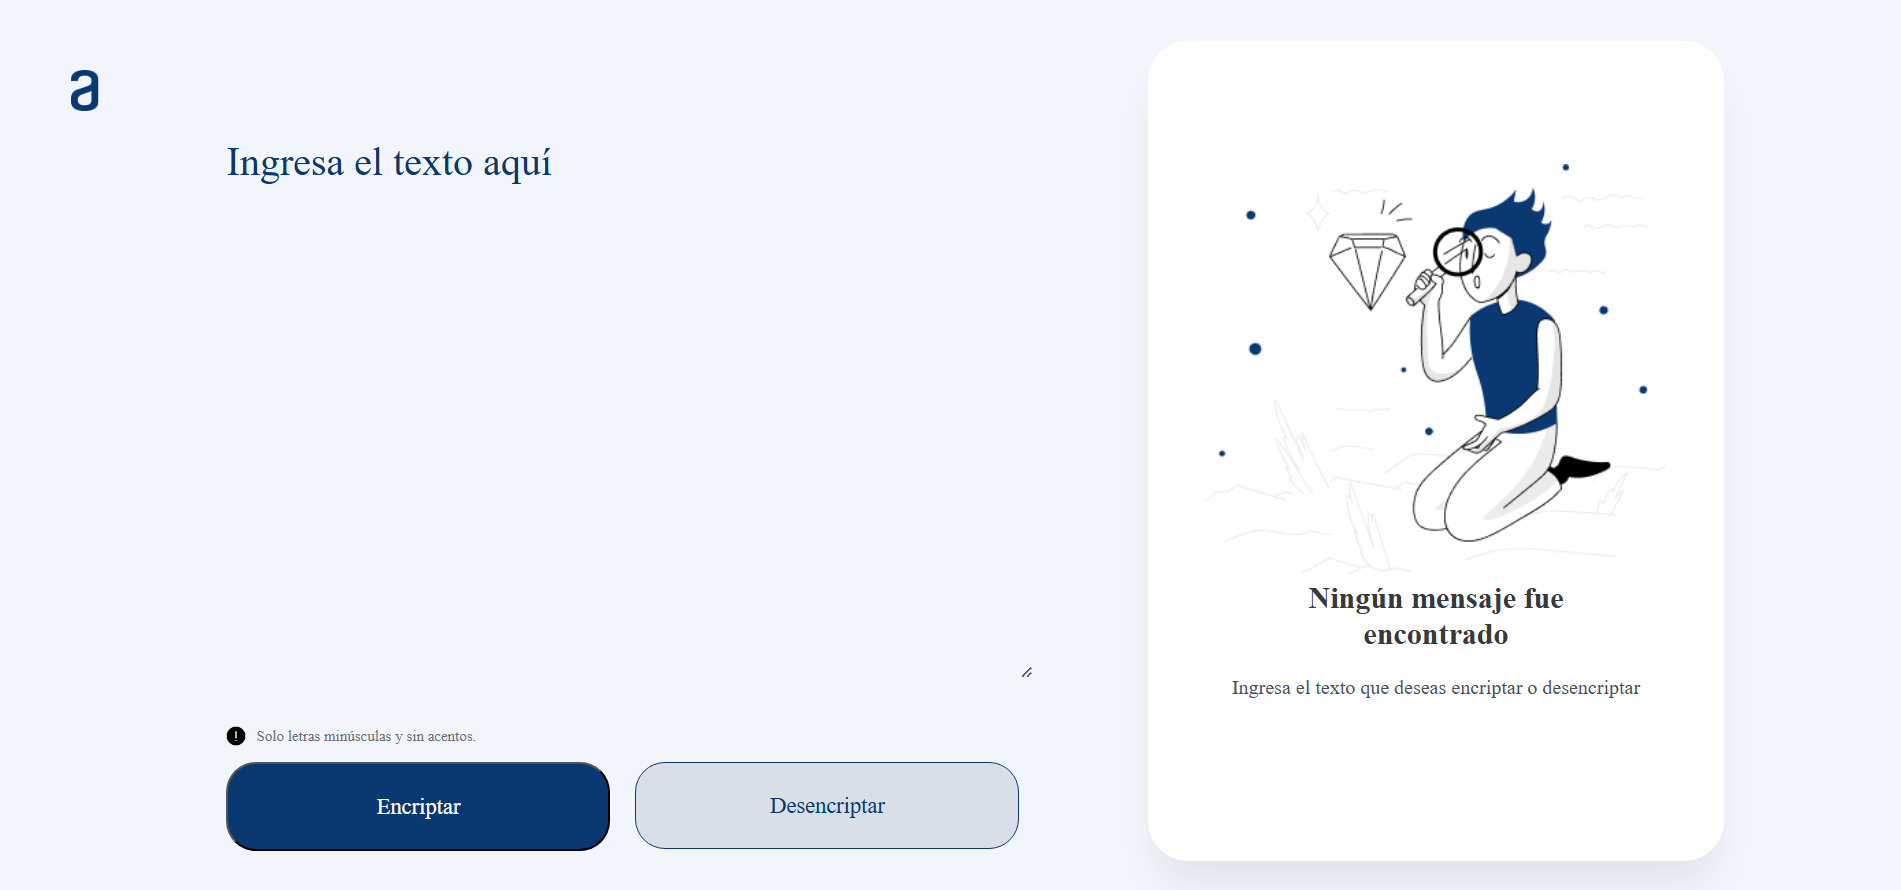 a
Ingresa el texto aquí
Solo letras minúsculas y sin acentos.
Encriptar
Desencriptar
Ningún mensaje fue
encontrado
Ingresa el texto que deseas encriptar o desencriptar